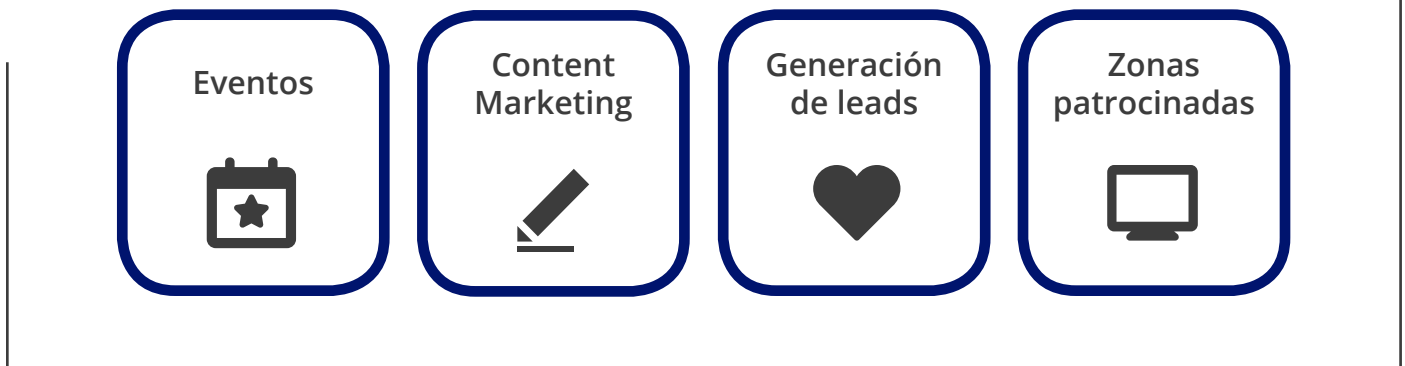 Eventos
Content
Marketing
Generación
de leads
Zonas
patrocinadas